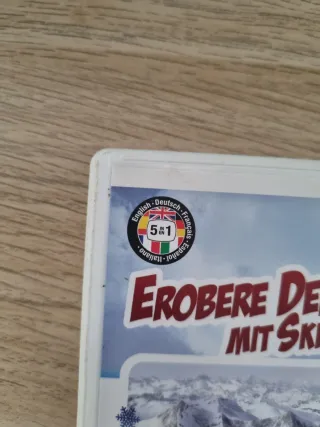 English · Deutsch · Français · Español · Italiano ·
5 IN 1
EROBERE
MIT